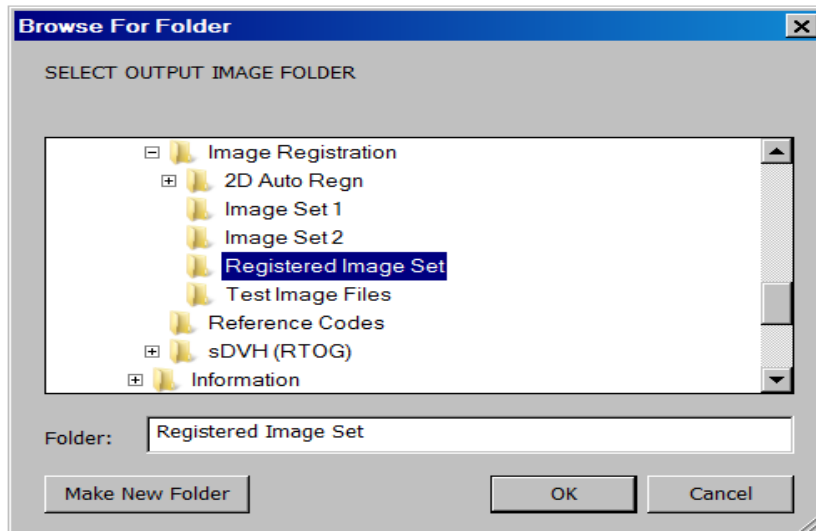 Browse For Folder
SELECT OUTPUT IMAGE FOLDER
Image Registration
2D Auto Regn
Image Set 1
Image Set 2
Registered Image Set
Test Image Files
Reference Codes
sDVH (RTOG)
Information
Folder: Registered Image Set
Make New Folder OK Cancel